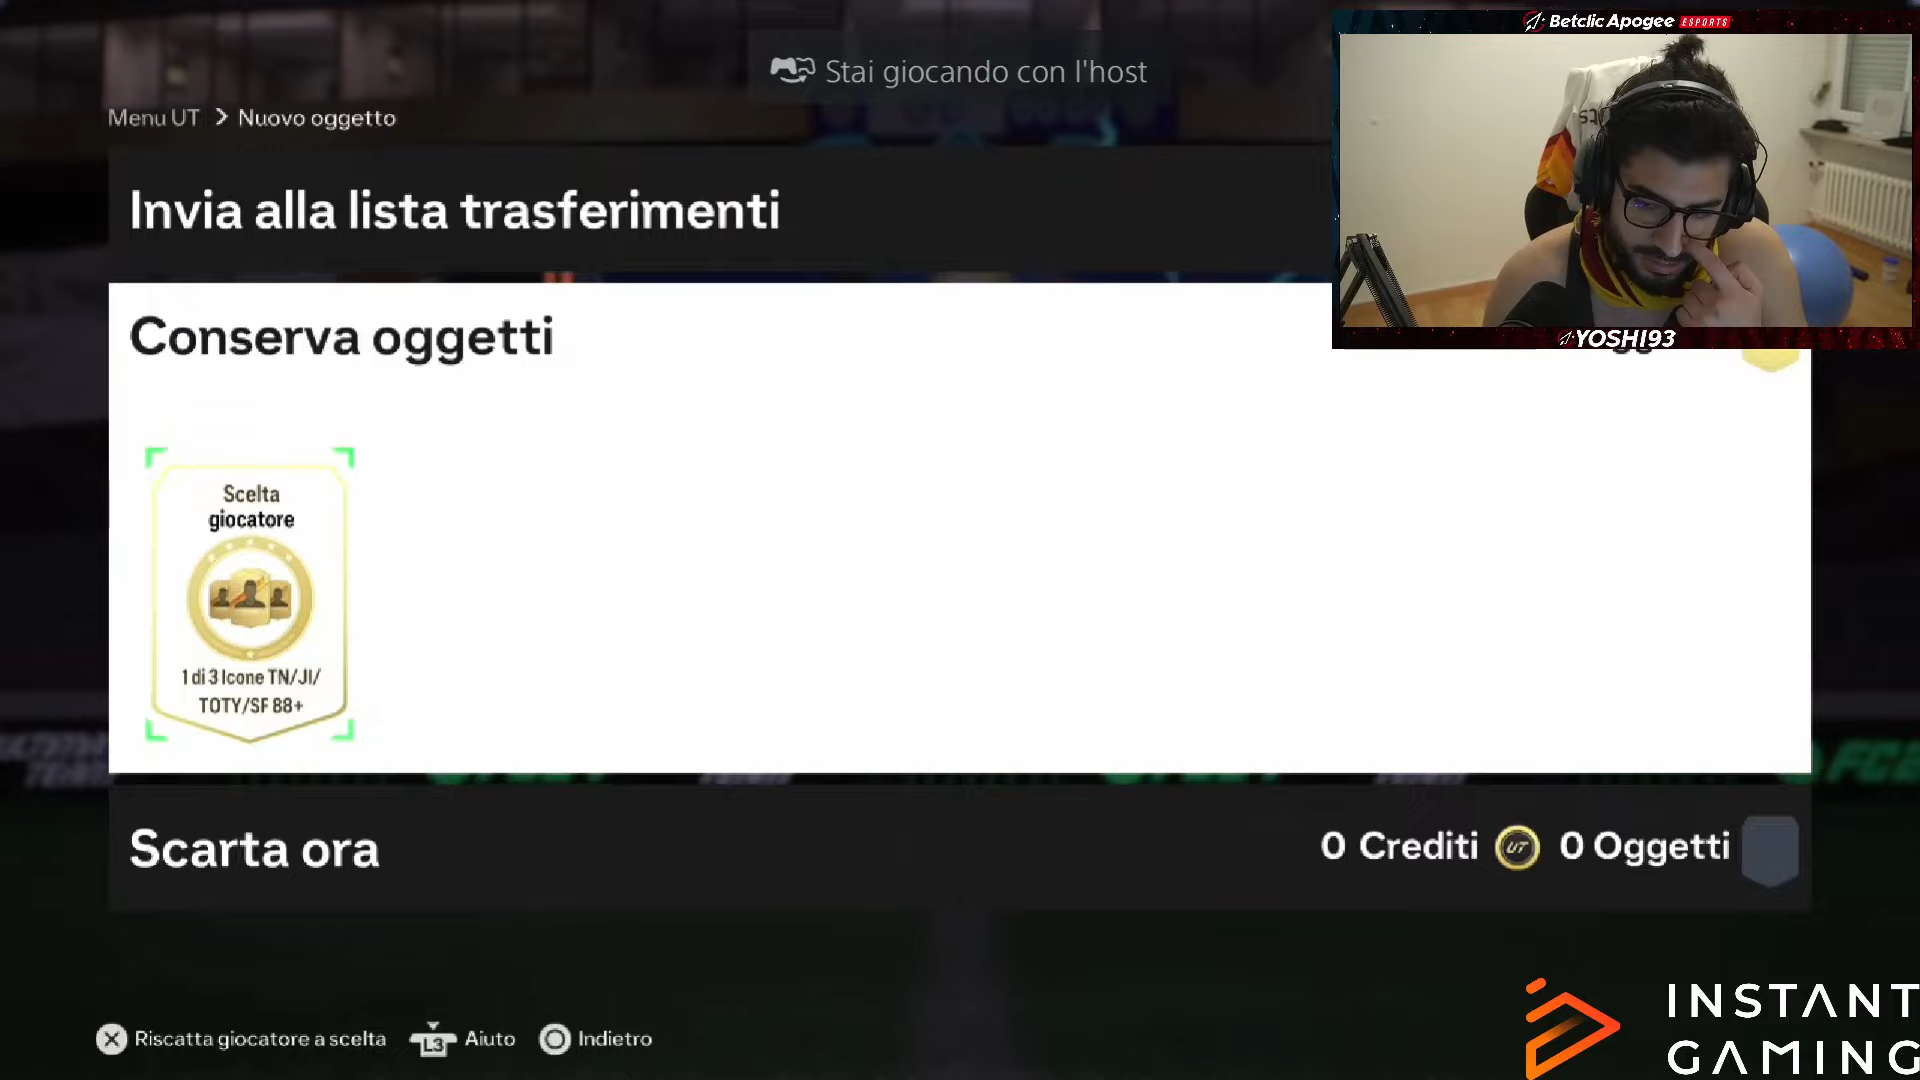 Betclic Apogee ESPORTS
Stai giocando con l'host
Menu UT > Nuovo oggetto
Invia alla lista trasferimenti
YOSHI93
Conserva oggetti
Scelta
giocatore
1 di 3 Icone TN/JI/
TOTY/SF 88+
Scarta ora
0 Crediti UT 0 Oggetti
Riscatta giocatore a scelta L3 Aiuto Indietro
INSTANT
GAMING